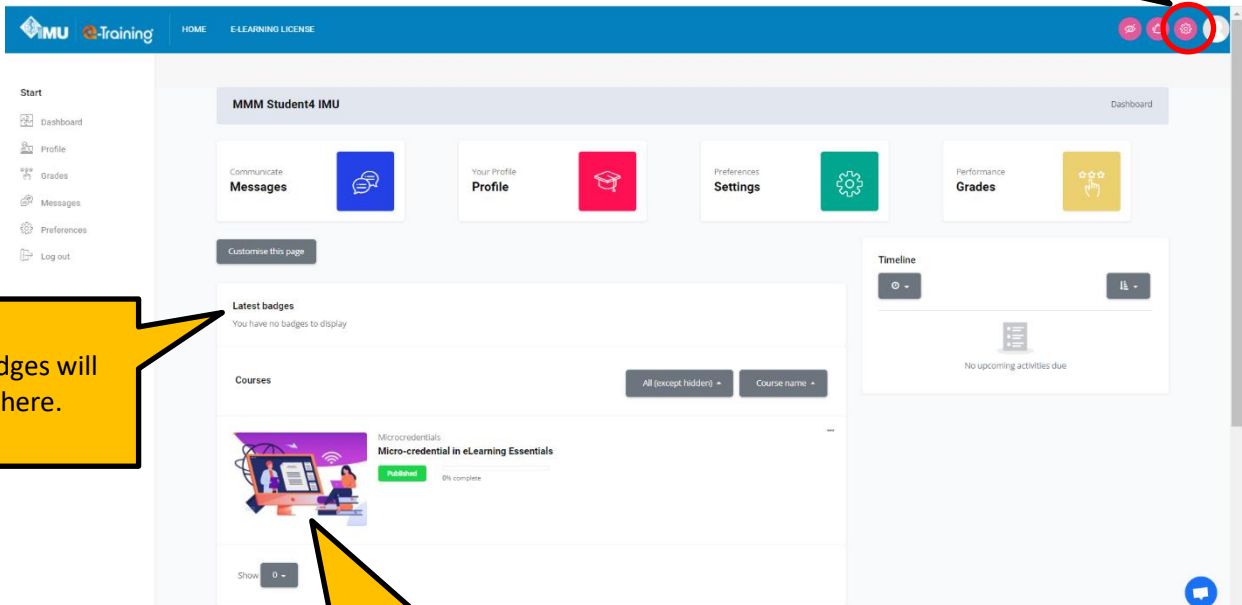 IMU e-Training HOME E-LEARNING LICENSE
Start
Dashboard
Profile
Grades
Messages
Preferences
Log out
MMM Student4 IMU Dashboard
Communicate
Messages
Your Profile
Profile
Preferences
Settings
Performance
Grades
Customise this page
Timeline
No upcoming activities due
Latest badges
You have no badges to display
dges will
here.
Courses All (except hidden) Course name
Microcredentials
Micro-credential in eLearning Essentials
Published 0% complete
Show 0